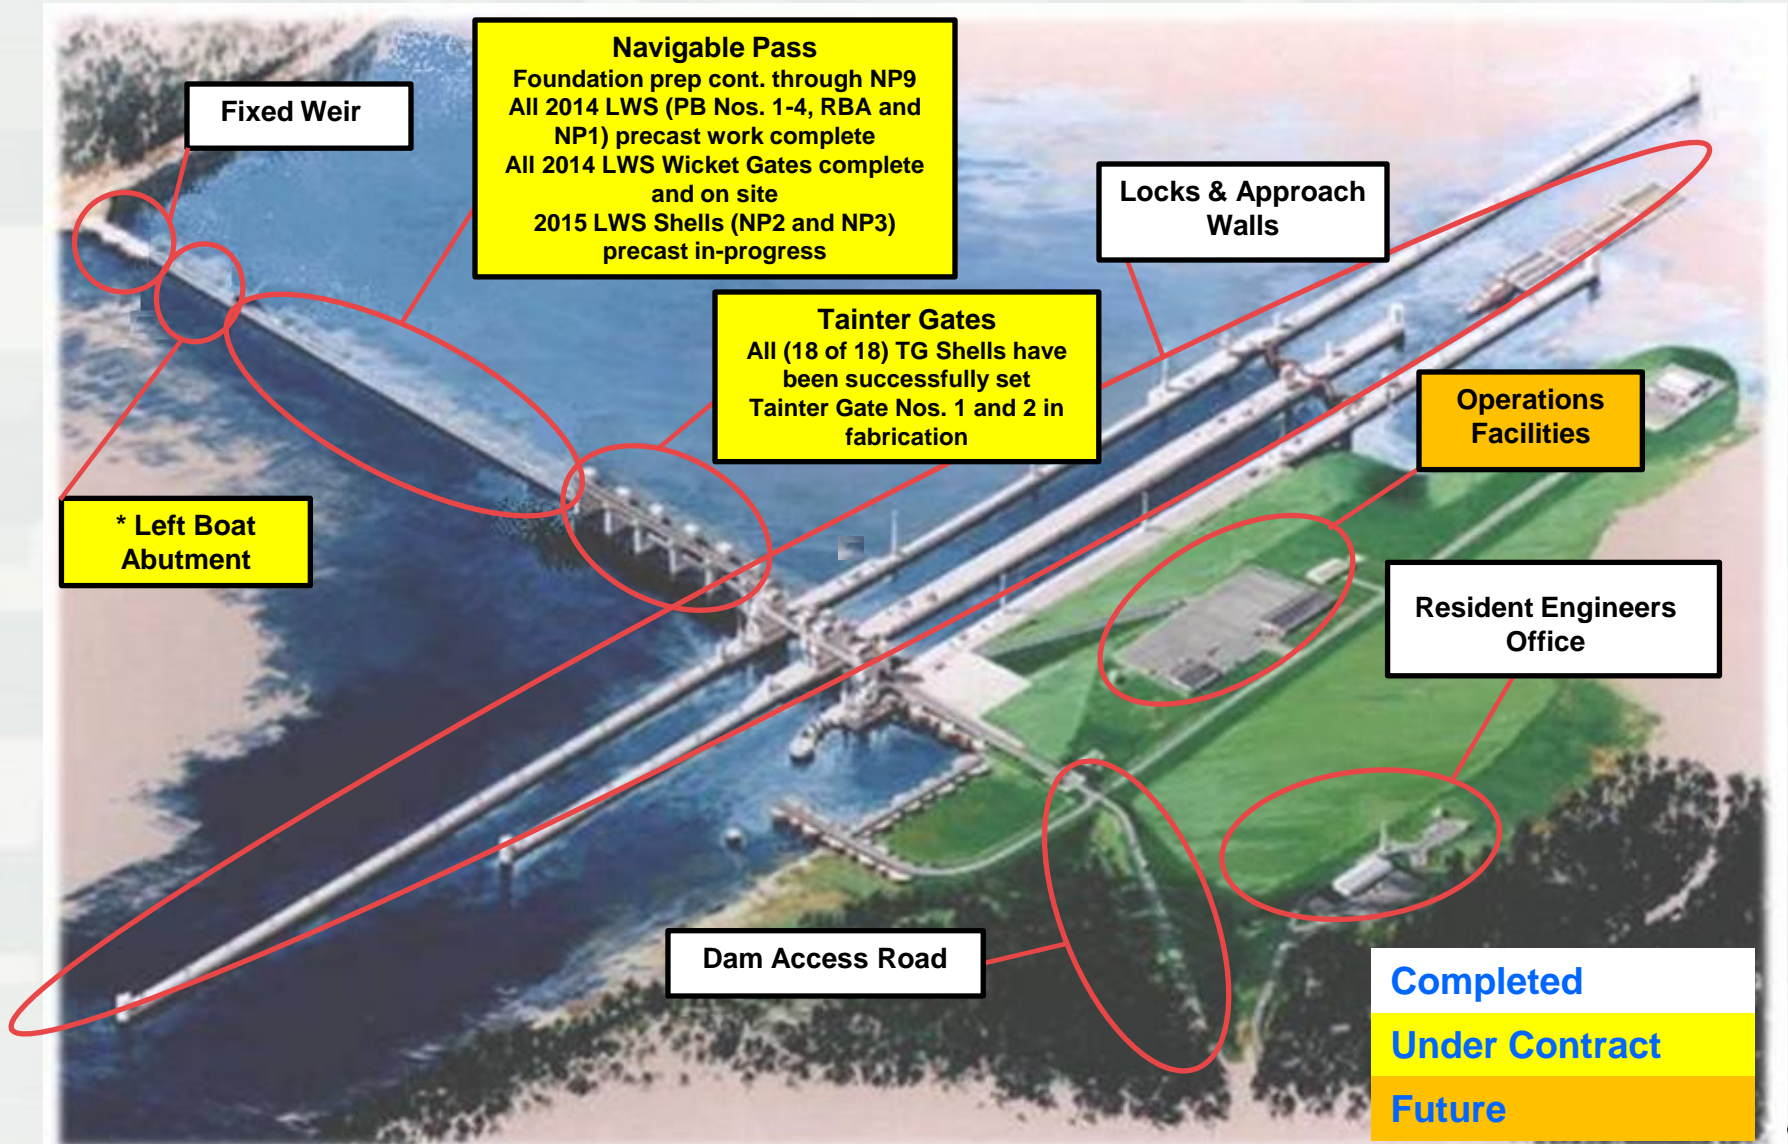 Navigable Pass
Foundation prep cont. through NP9
All 2014 LWS (PB Nos. 1-4, RBA and
NP1) precast work complete
All 2014 LWS Wicket Gates complete
and on site
2015 LWS Shells (NP2 and NP3)
precast in-progress
Fixed Weir
Locks & Approach
Walls
Tainter Gates
All (18 of 18) TG Shells have
been successfully set
Tainter Gate Nos. 1 and 2 in
fabrication
Operations
Facilities
* Left Boat
Abutment
Resident Engineers
Office
Dam Access Road
Completed
Under Contract
Future